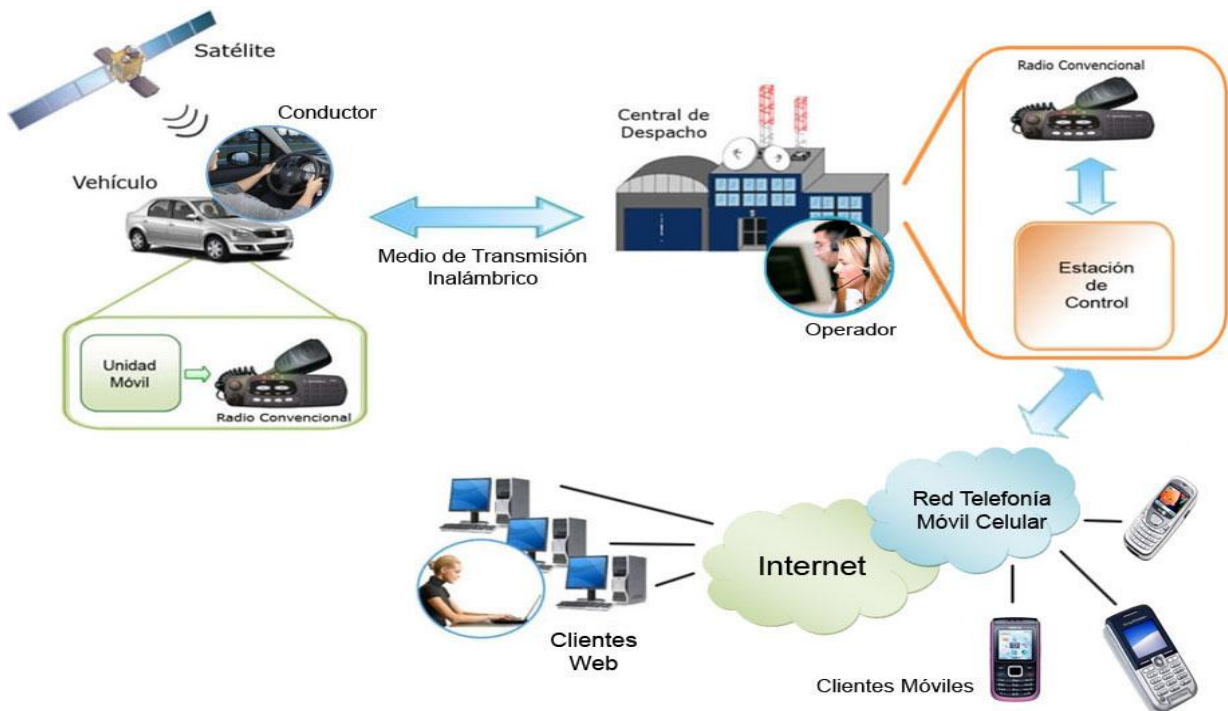 Satélite
Conductor
Vehículo
Unidad
Móvil
Radio Convencional
Medio de Transmisión
Inalámbrico
Central de
Despacho
Operador
Radio Convencional
Estación
de
Control
Red Telefonía
Móvil Celular
Internet
Clientes
Web
Clientes Móviles